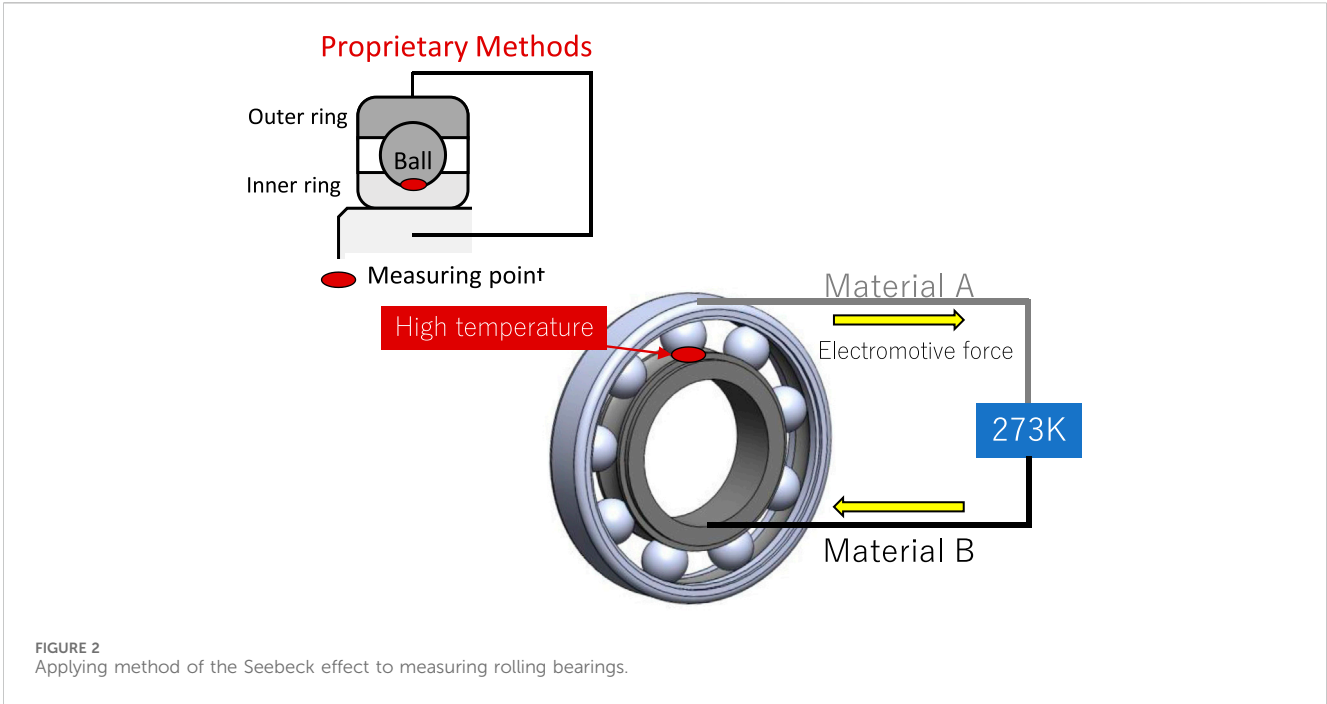 Proprietary Methods
Outer ring
Ball
Inner ring
Measuring point
High temperature
Material A
Electromotive force
273K
Material B
FIGURE 2
Applying method of the Seebeck effect to measuring rolling bearings.